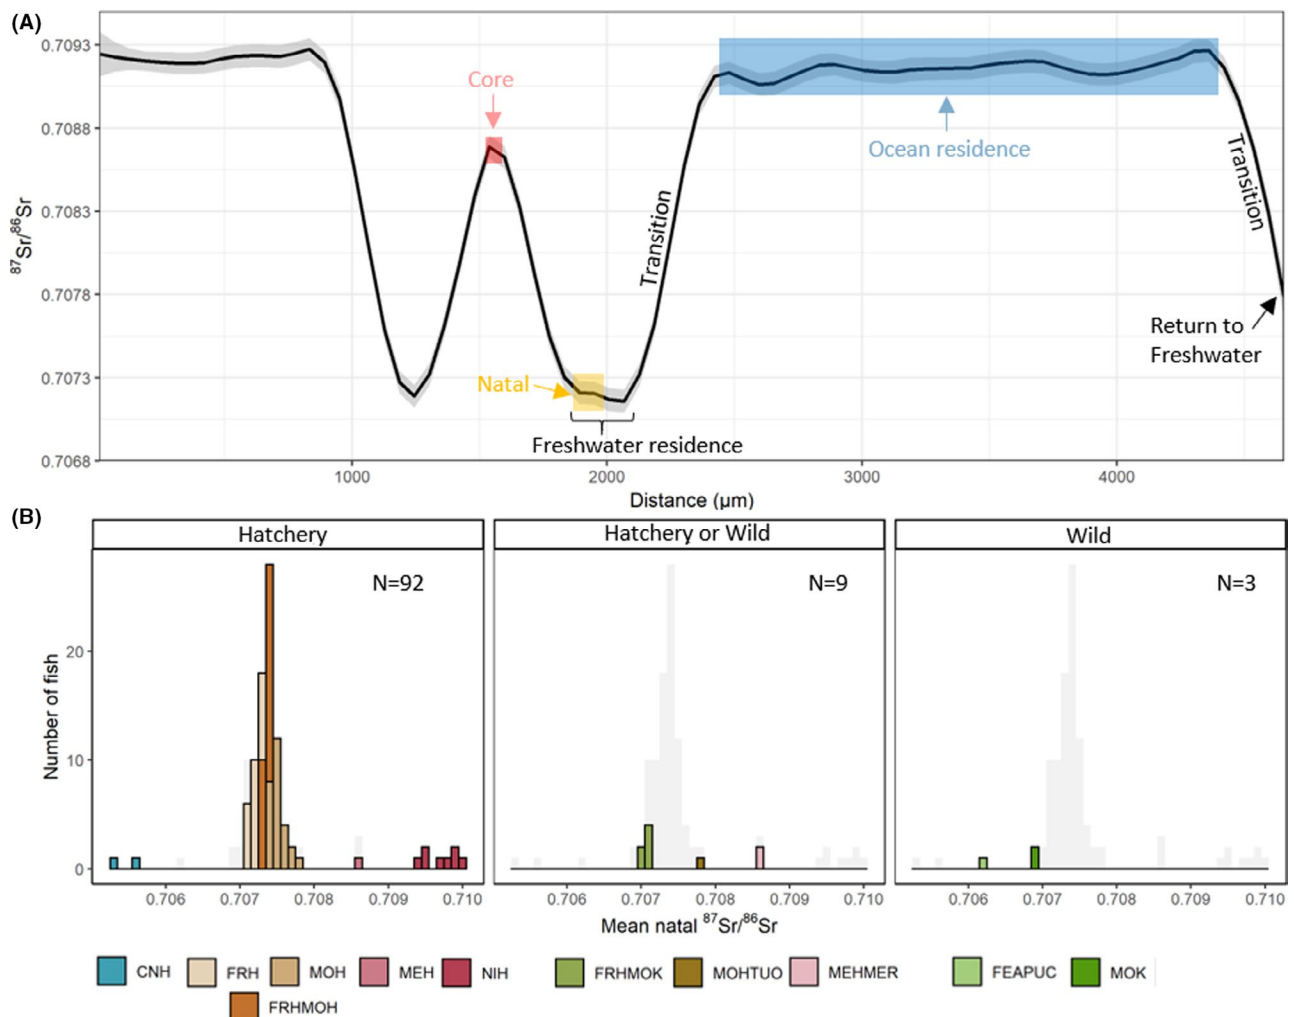 (A)
0.7093
0.7088
0.7083
0.7078
0.7073
0.7068
⁸⁷Sr/⁸⁶Sr
Core
Ocean residence
Transition
Transition
Return to
Freshwater
Natal
Freshwater residence
1000 2000 3000 4000
Distance (µm)
(B)
Hatchery Hatchery or Wild Wild
N=92 N=9 N=3
20
10
0
Number of fish
0.706 0.707 0.708 0.709 0.710 0.706 0.707 0.708 0.709 0.710 0.706 0.707 0.708 0.709 0.710
Mean natal ⁸⁷Sr/⁸⁶Sr
CNH FRH MOH MEH NIH FRHMOK MOHTUO MEHMER FEAPUC MOK
FRHMOH